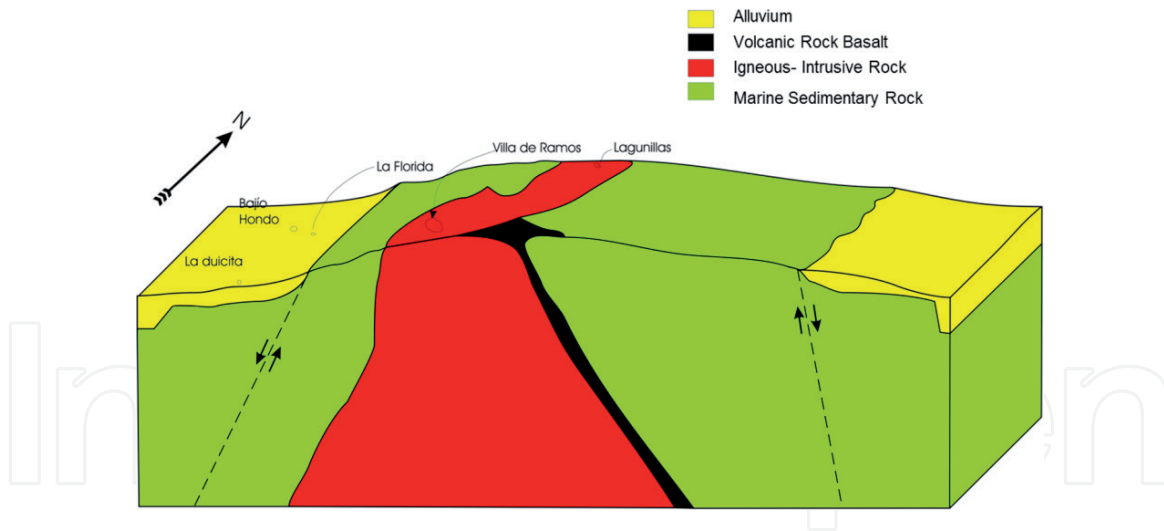 Alluvium
Volcanic Rock Basalt
Igneous- Intrusive Rock
Marine Sedimentary Rock
N
Villa de Ramos
Lagunillas
La Florida
Bajío
Hondo
La duicita